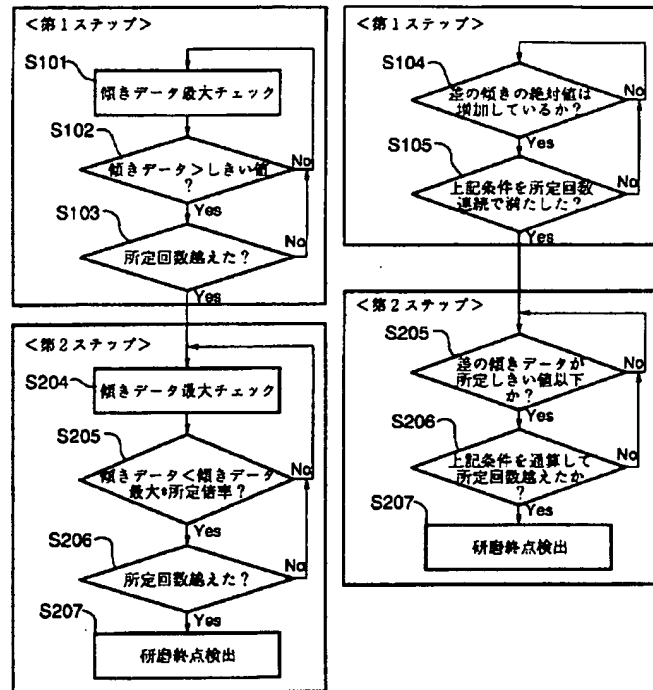 <第1ステップ>
S101
傾きデータ最大チェック
S102
傾きデータ>しきい値
?
No
Yes
S103
所定回数越えた?
No
Yes
<第2ステップ>
S204
傾きデータ最大チェック
S205
傾きデータ<傾きデータ
最大*所定倍率?
No
Yes
S206
所定回数越えた?
No
Yes
S207
研磨終点検出
<第1ステップ>
S104
差の傾きの絶対値は
増加しているか?
No
Yes
S105
上記条件を所定回数
連続で満たした?
No
Yes
<第2ステップ>
S205
差の傾きデータが
所定しきい値以下
か?
No
Yes
S206
上記条件を通算して
所定回数越えたか
?
No
Yes
S207
研磨終点検出